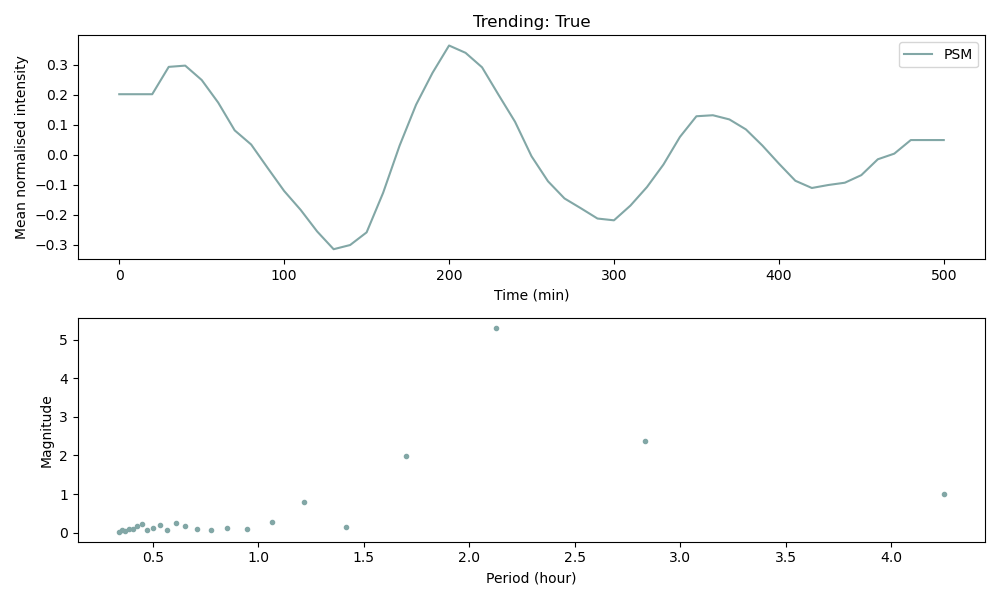 Trending: True
Mean normalised intensity
0.3
0.2
0.1
0.0
−0.1
−0.2
−0.3
PSM
0 100 200 300 400 500
Time (min)
Magnitude
5
4
3
2
1
0
0.5 1.0 1.5 2.0 2.5 3.0 3.5 4.0
Period (hour)